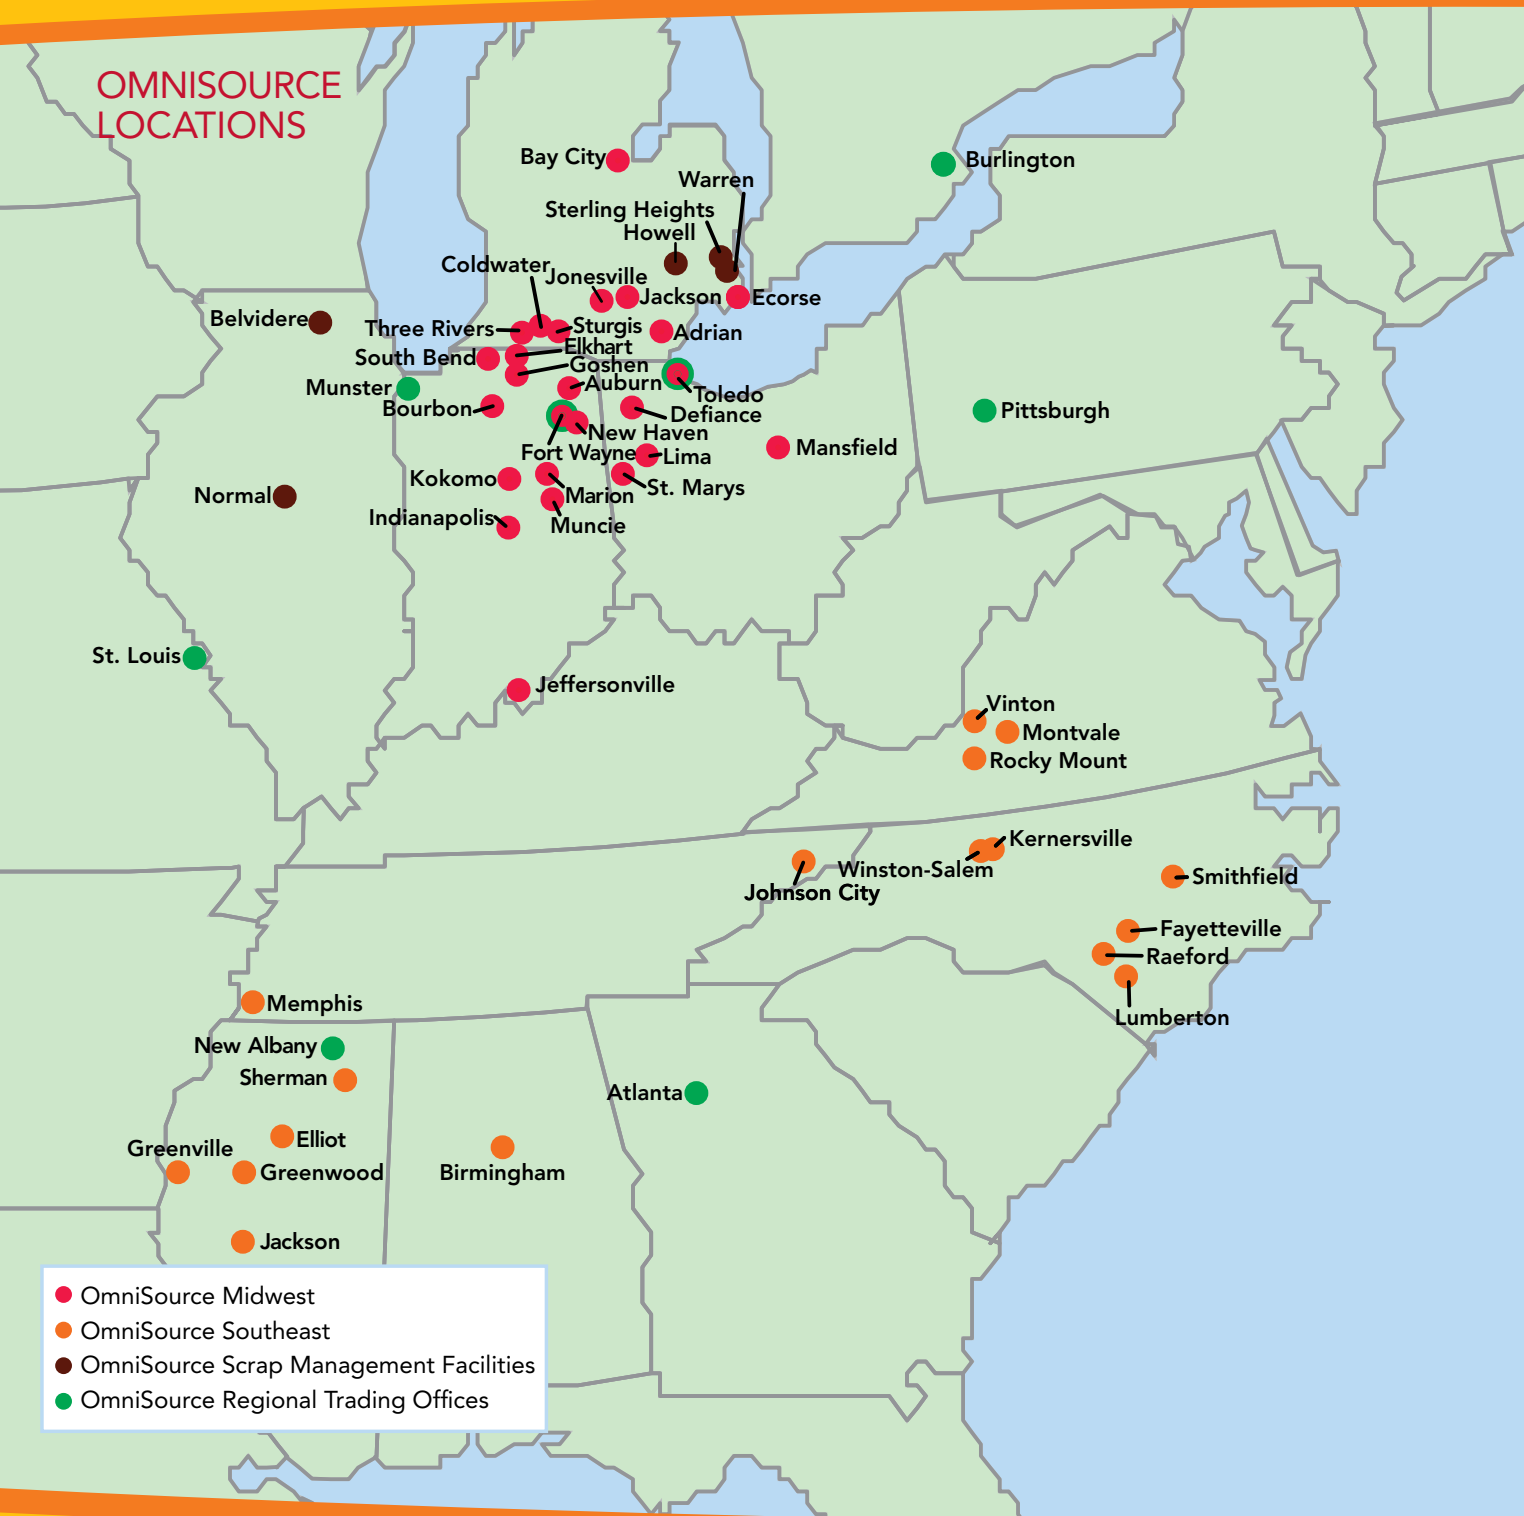 OMNISOURCE
LOCATIONS
Bay City
Burlington
Warren
Sterling Heights
Howell
Coldwater
Jonesville
Jackson
Ecorse
Belvidere
Three Rivers
Sturgis
Adrian
Elkhart
South Bend
Goshen
Auburn
Munster
Toledo
Bourbon
Defiance
Pittsburgh
New Haven
Fort Wayne
Lima
Mansfield
Kokomo
Marion
St. Marys
Normal
Indianapolis
Muncie
St. Louis
Jeffersonville
Vinton
Montvale
Rocky Mount
Kernersville
Winston-Salem
Smithfield
Johnson City
Fayetteville
Raeford
Memphis
Lumberton
New Albany
Sherman
Atlanta
Elliot
Greenville
Greenwood
Birmingham
Jackson
OmniSource Midwest
OmniSource Southeast
OmniSource Scrap Management Facilities
OmniSource Regional Trading Offices